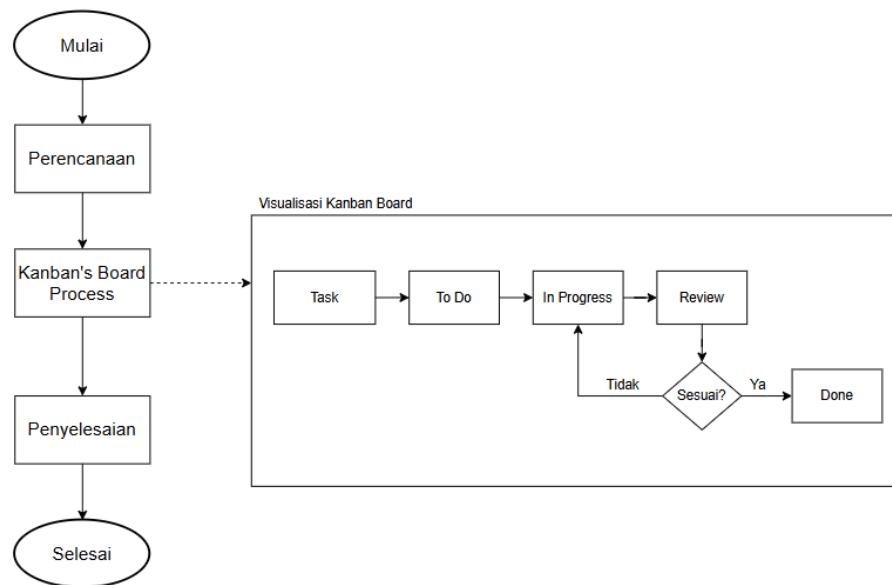 Mulai
Perencanaan
Kanban's Board
Process
Penyelesaian
Selesai
Visualisasi Kanban Board
Task
To Do
In Progress
Review
Sesuai?
Tidak
Ya
Done